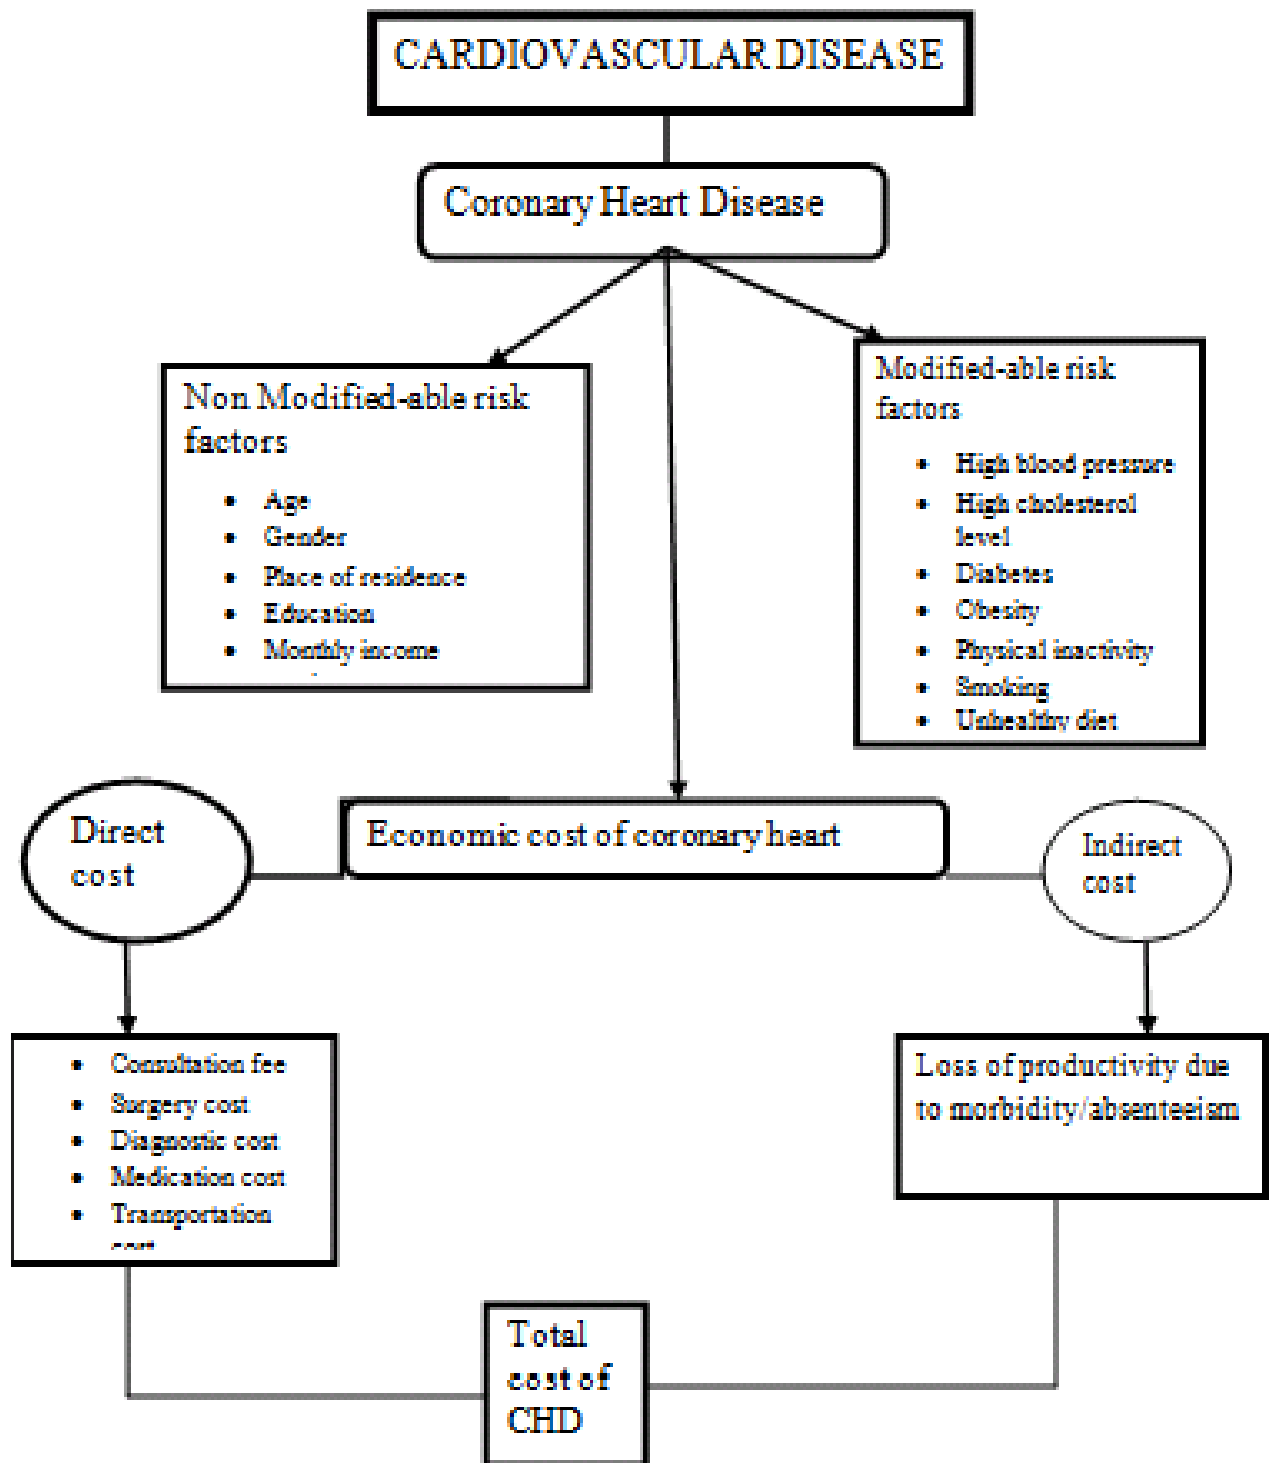 CARDIOVASCULAR DISEASE
Coronary Heart Disease
Non Modified-able risk
factors
• Age
• Gender
• Place of residence
• Education
• Monthly income
Modified-able risk
factors
• High blood pressure
• High cholesterol
level
• Diabetes
• Obesity
• Physical inactivity
• Smoking
• Unhealthy diet
Direct
cost
Economic cost of coronary heart
Indirect
cost
• Consultation fee
• Surgery cost
• Diagnostic cost
• Medication cost
• Transportation
Loss of productivity due
to morbidity/absenteeism
Total
cost of
CHD